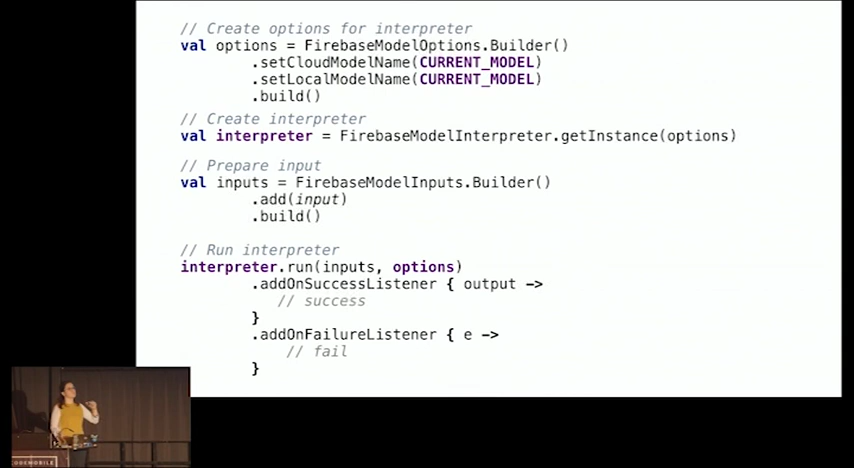 // Create options for interpreter
val options = FirebaseModelOptions.Builder()
.setCloudModelName(CURRENT_MODEL)
.setLocalModelName(CURRENT_MODEL)
.build()
// Create interpreter
val interpreter = FirebaseModelInterpreter.getInstance(options)
// Prepare input
val inputs = FirebaseModelInputs.Builder()
.add(input)
.build()
// Run interpreter
interpreter.run(inputs, options)
.addOnSuccessListener { output ->
// success
}
.addOnFailureListener { e ->
// fail
}